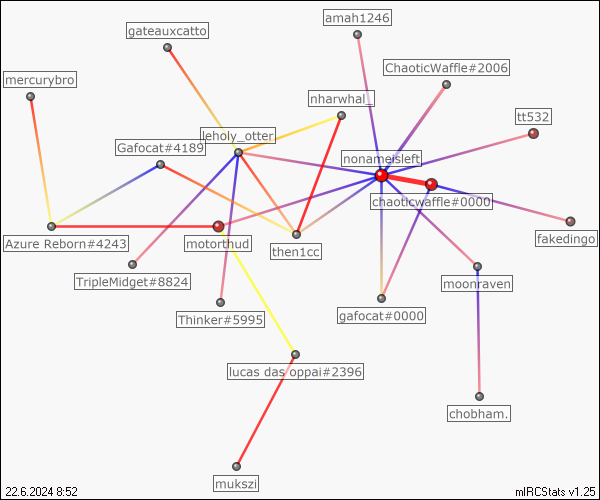 amah1246
gateauxcatto
ChaoticWaffle#2006
mercurybro
nharwhal_
tt532
leholy_otter
Gafocat#4189
nonameisleft
chaoticwaffle#0000
Azure Reborn#4243
motorthud
then1cc
fakedingo
TripleMidget#8824
moonraven
Thinker#5995
gafocat#0000
lucas das oppai#2396
chobham.
mukszi
22.6.2024 8:52
mIRCStats v1.25